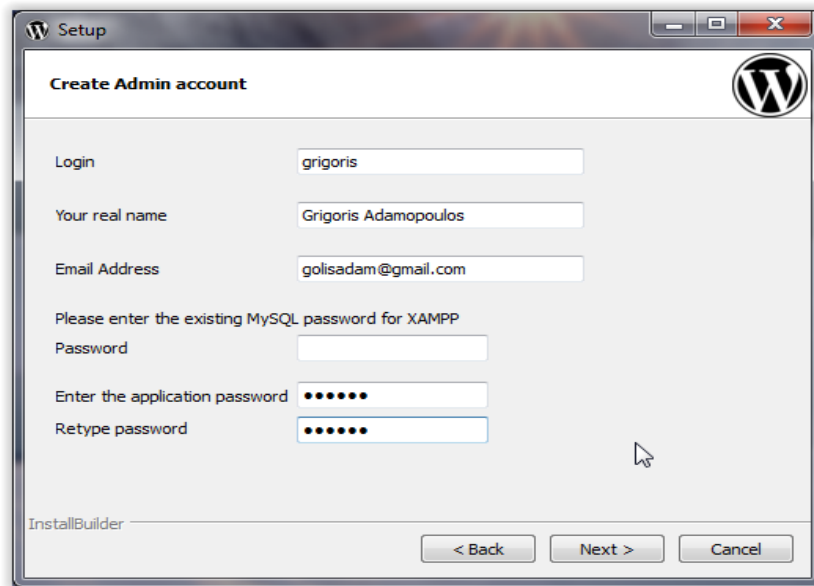 Setup
Create Admin account
Login grigoris
Your real name Grigoris Adamopoulos
Email Address golisadam@gmail.com
Please enter the existing MySQL password for XAMPP
Password
Enter the application password ●●●●●●
Retype password ●●●●●●
InstallBuilder
< Back Next > Cancel